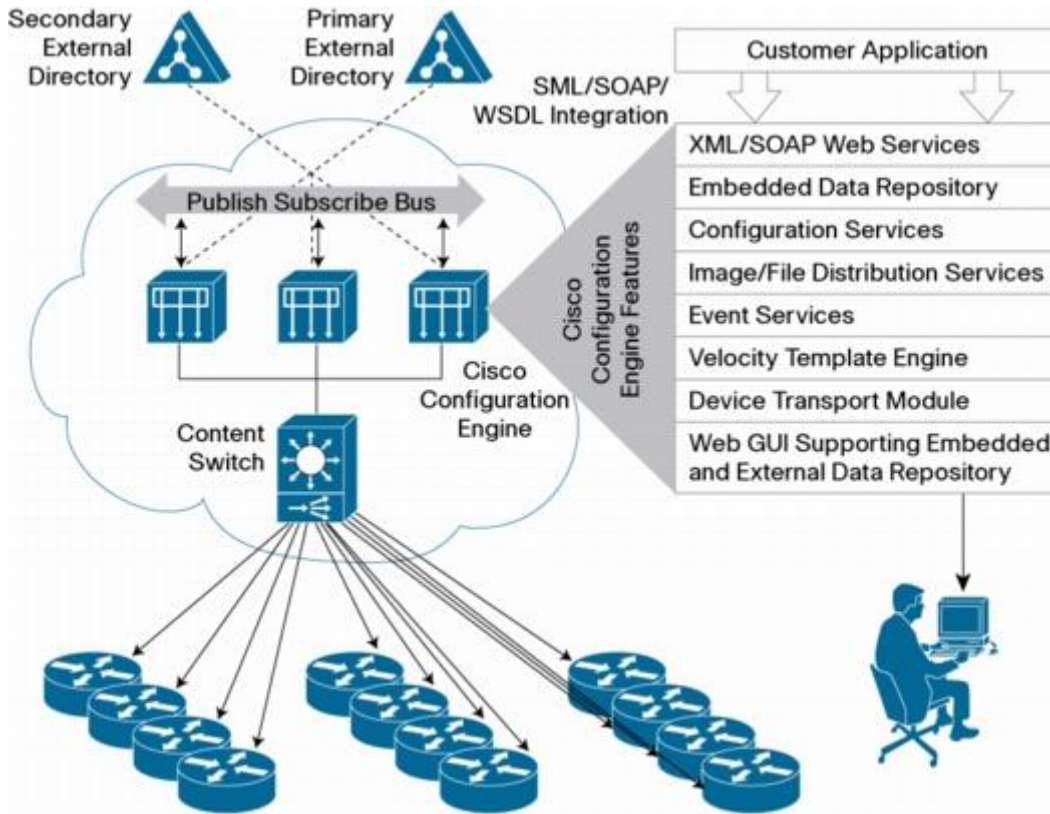 Secondary
External
Directory
Primary
External
Directory
SML/SOAP/
WSDL Integration
Customer Application
XML/SOAP Web Services
Embedded Data Repository
Configuration Services
Image/File Distribution Services
Event Services
Velocity Template Engine
Device Transport Module
Web GUI Supporting Embedded
and External Data Repository
Cisco
Configuration
Engine Features
Publish Subscribe Bus
Cisco
Configuration
Engine
Content
Switch